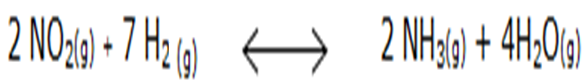 2 NO₂(g) + 7 H₂ (g) ⟷ 2 NH₃(g) + 4H₂O(g)